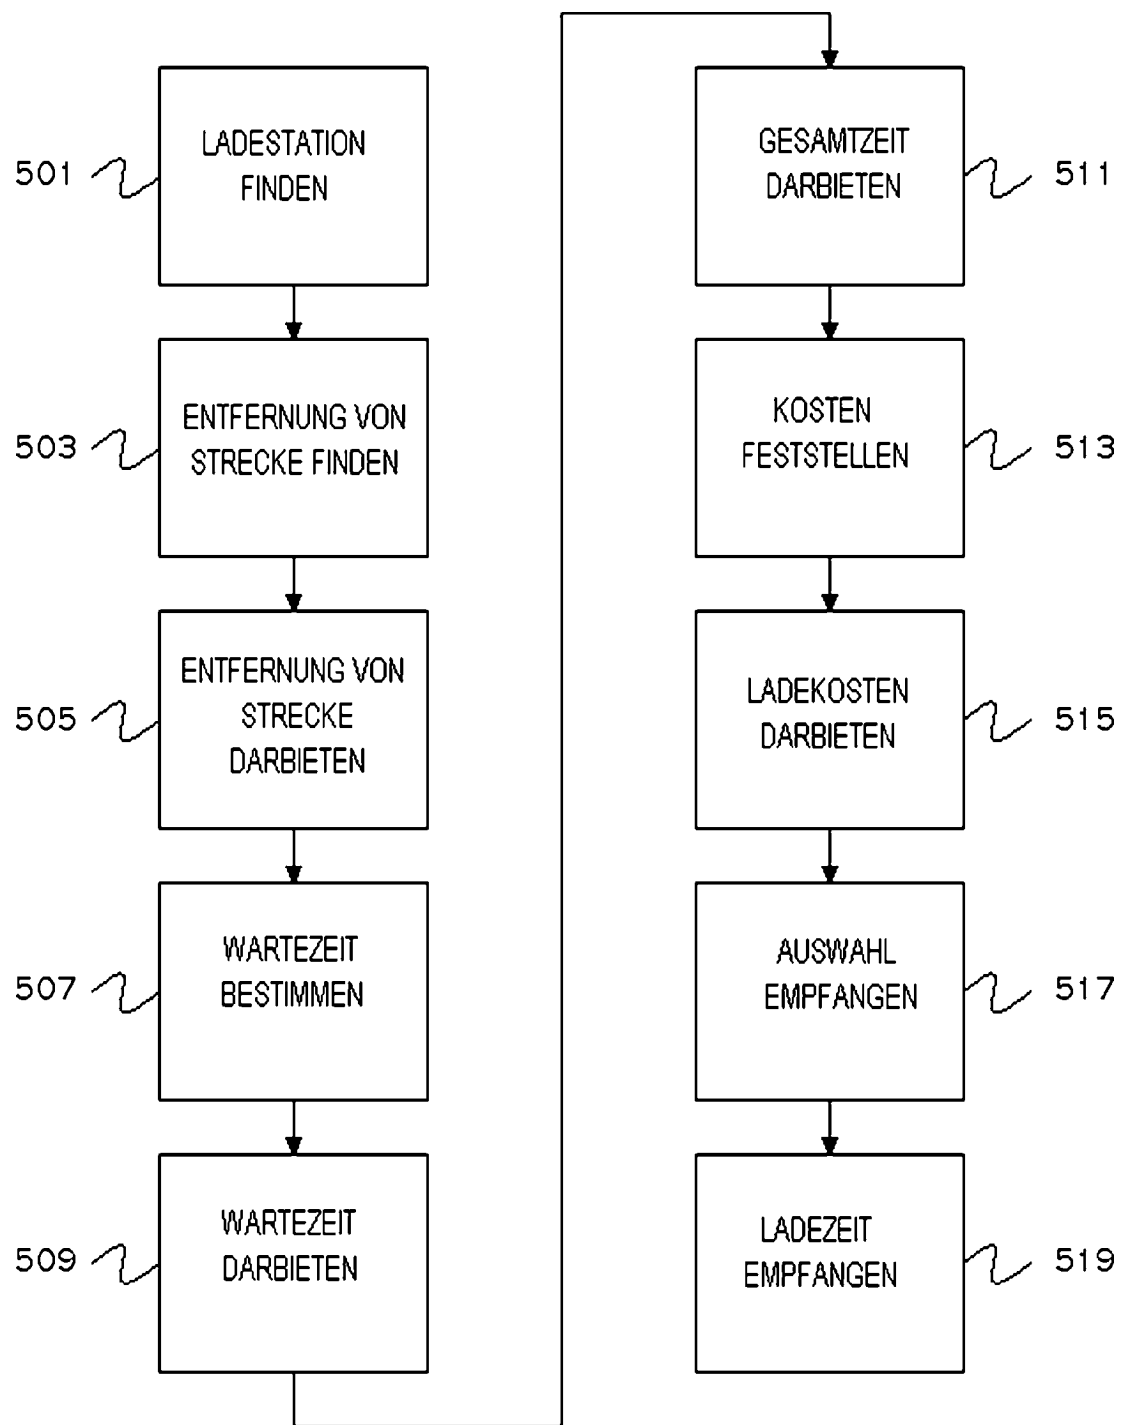 501
LADESTATION
FINDEN
503
ENTFERNUNG VON
STRECKE FINDEN
505
ENTFERNUNG VON
STRECKE
DARBIETEN
507
WARTEZEIT
BESTIMMEN
509
WARTEZEIT
DARBIETEN
GESAMTZEIT
DARBIETEN
511
KOSTEN
FESTSTELLEN
513
LADEKOSTEN
DARBIETEN
515
AUSWAHL
EMPFANGEN
517
LADEZEIT
EMPFANGEN
519